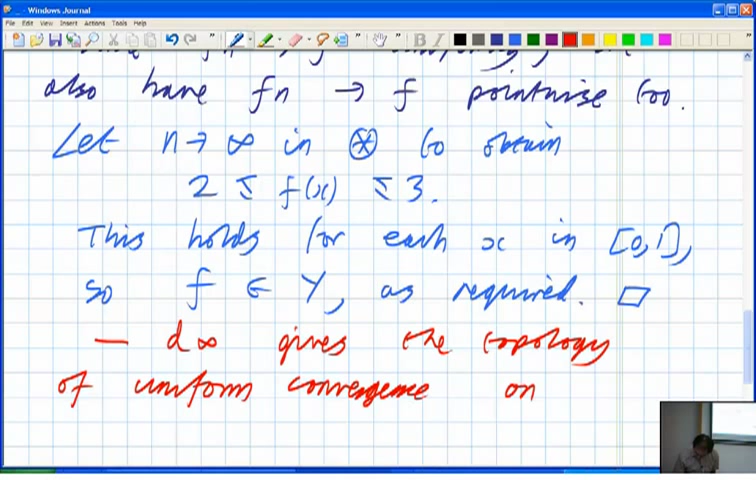 Windows Journal
File Edit View Insert Actions Tools Help
also have fn → f pointwise too.
Let n → ∞ in ⊛ to obtain
2 ≤ f(x) ≤ 3.
This holds for each x in [0,1],
so f ∈ Y, as required. □
— d∞ gives the topology
of uniform convergence on